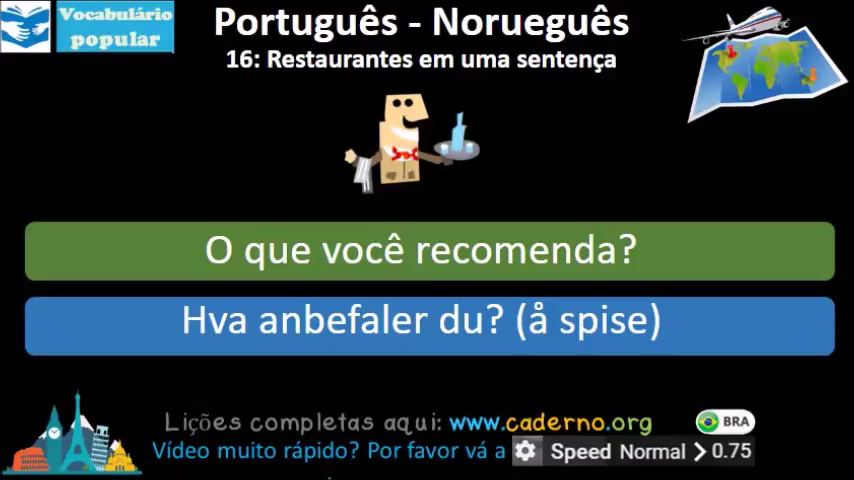 Vocabulário
popular
Português - Norueguês
16: Restaurantes em uma sentença
O que você recomenda?
Hva anbefaler du? (å spise)
Lições completas aqui: www.caderno.org
BRA
Vídeo muito rápido? Por favor vá a Speed Normal > 0.75